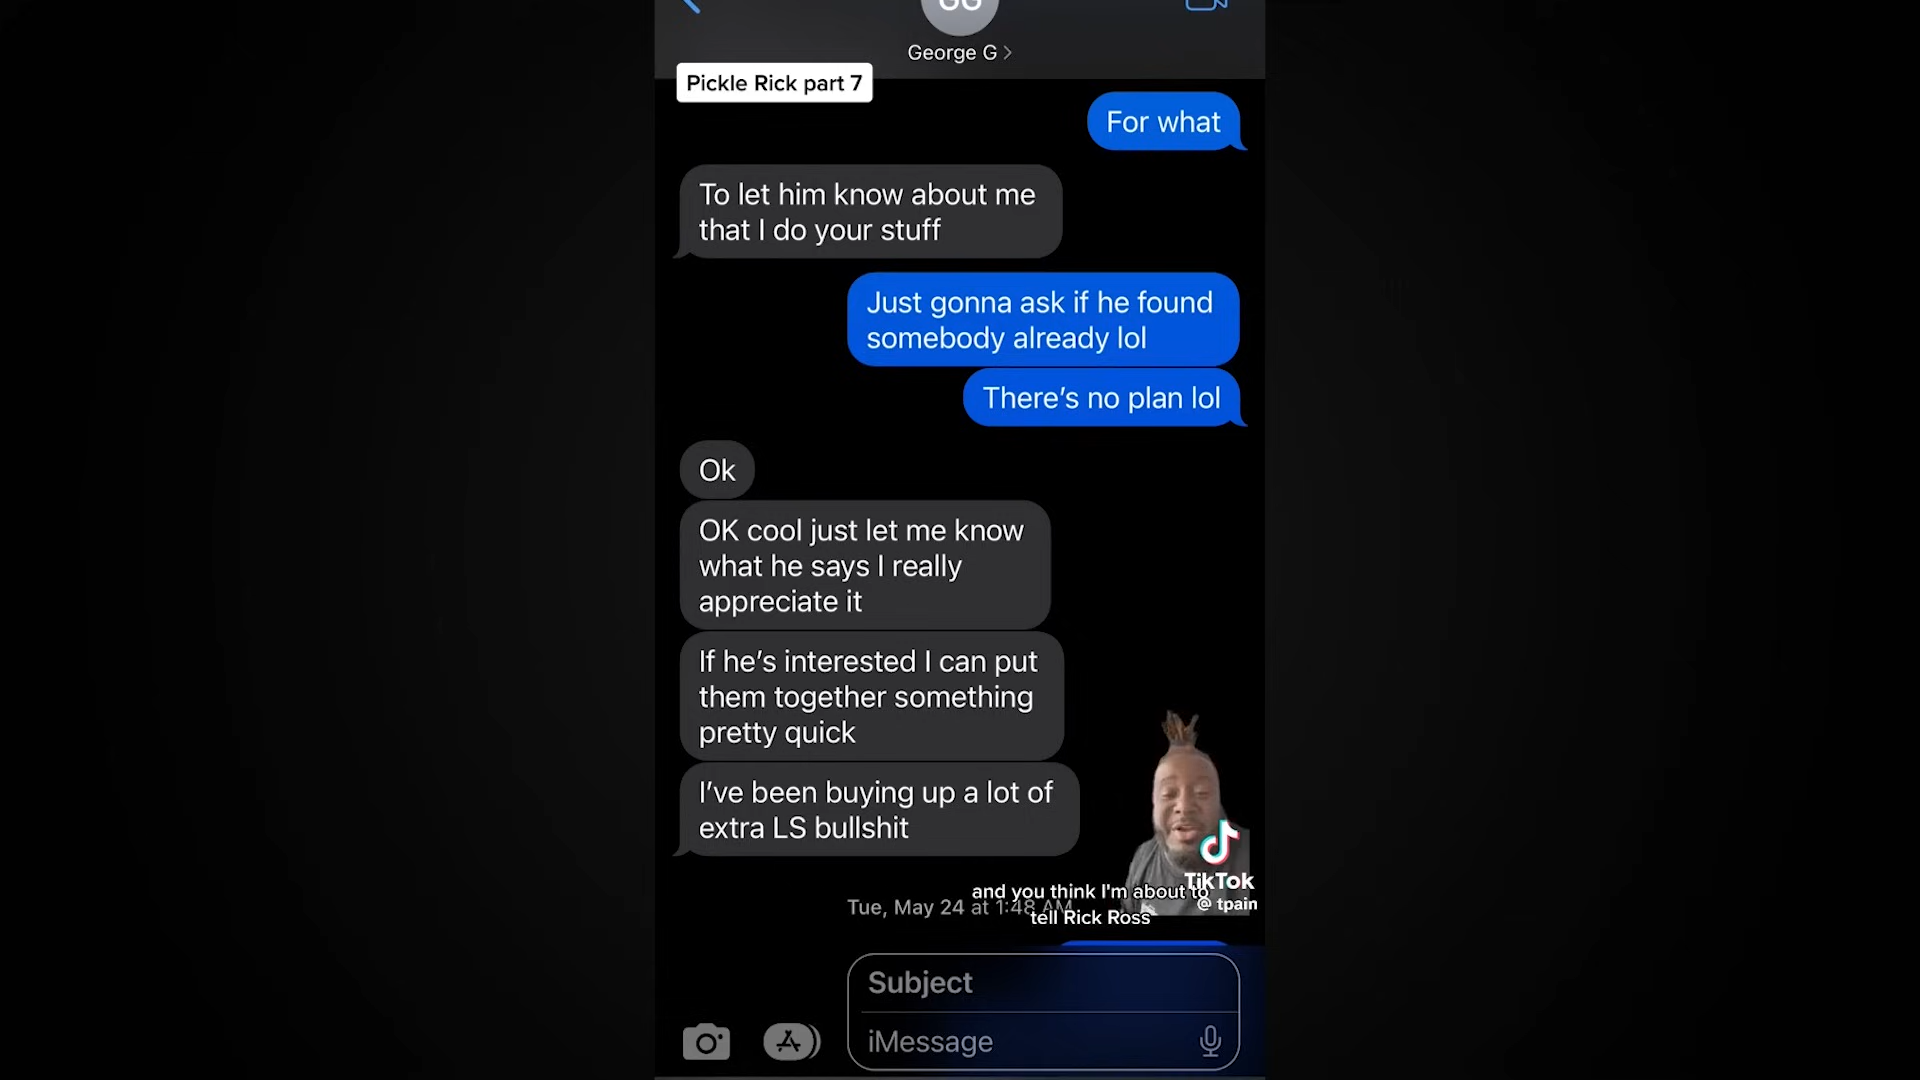 GG
George G
Pickle Rick part 7
For what
To let him know about me
that I do your stuff
Just gonna ask if he found
somebody already lol
There's no plan lol
Ok
OK cool just let me know
what he says I really
appreciate it
If he's interested I can put
them together something
pretty quick
I've been buying up a lot of
extra LS bullshit
Tue, May 24 at 1:48 AM
and you think I'm about to
tell Rick Ross
TikTok
@ tpain
Subject
iMessage